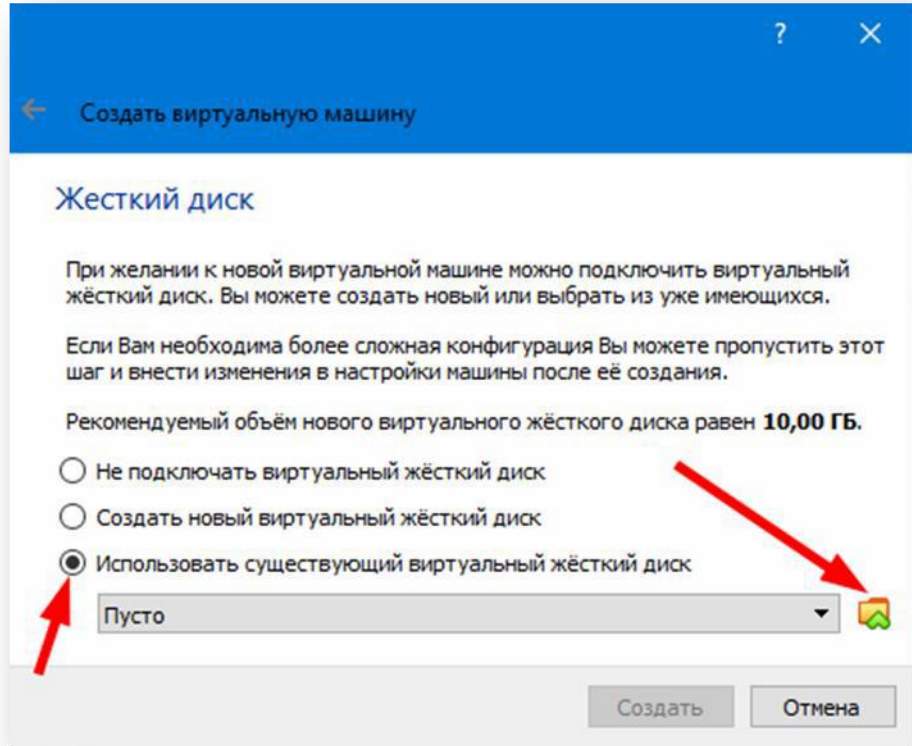 ?
Создать виртуальную машину
Жесткий диск
При желании к новой виртуальной машине можно подключить виртуальный
жёсткий диск. Вы можете создать новый или выбрать из уже имеющихся.
Если Вам необходима более сложная конфигурация Вы можете пропустить этот
шаг и внести изменения в настройки машины после её создания.
Рекомендуемый объём нового виртуального жёсткого диска равен 10,00 ГБ.
Не подключать виртуальный жёсткий диск
Создать новый виртуальный жёсткий диск
Использовать существующий виртуальный жёсткий диск
Пусто
Создать Отмена